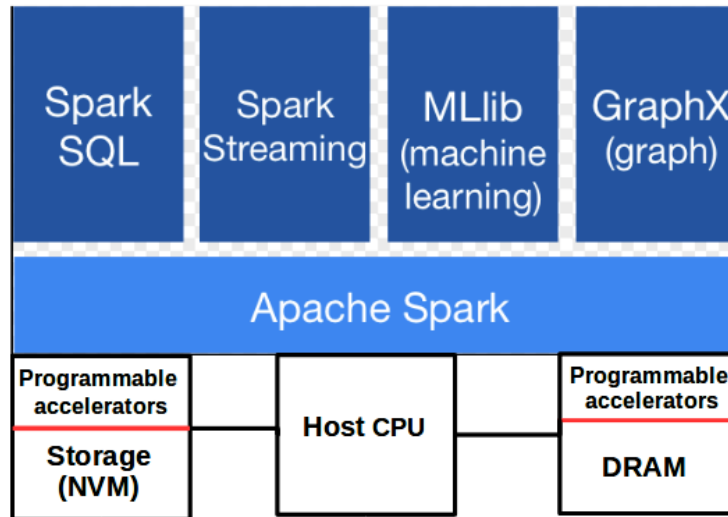 Spark
SQL
Spark
Streaming
MLlib
(machine
learning)
GraphX
(graph)
Apache Spark
Programmable
accelerators
Storage
(NVM)
Host CPU
Programmable
accelerators
DRAM